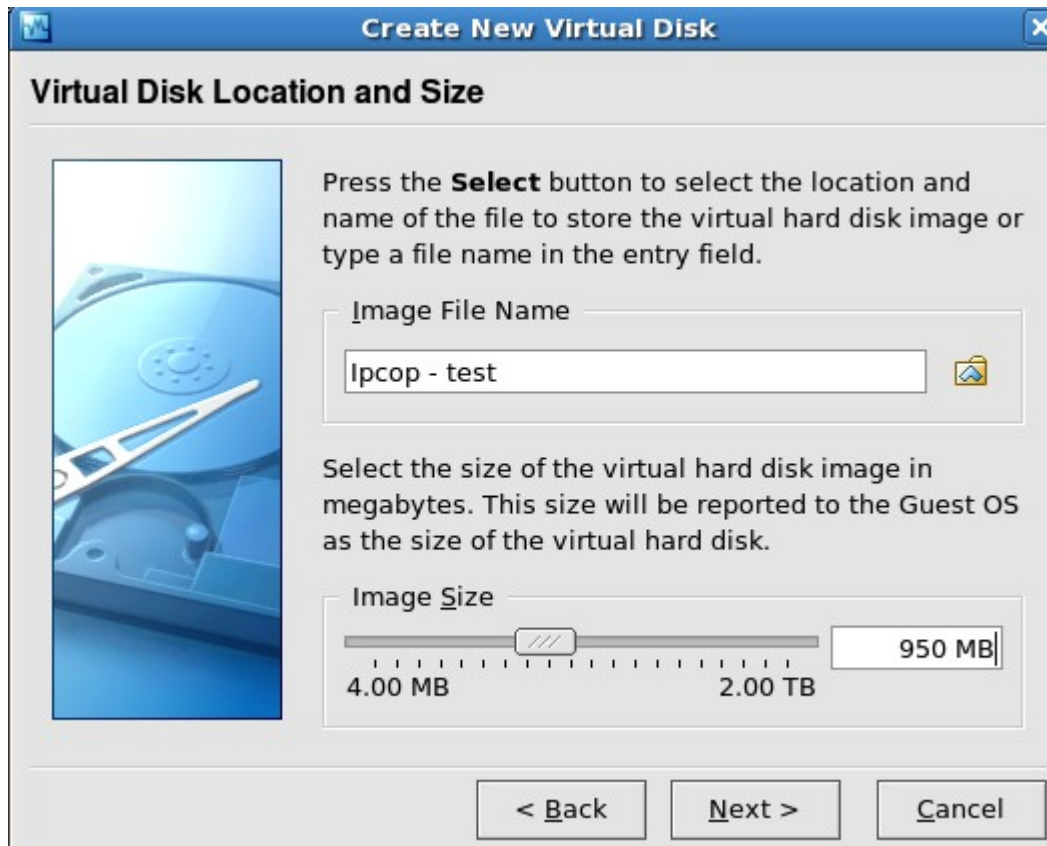 Create New Virtual Disk
Virtual Disk Location and Size
Press the Select button to select the location and
name of the file to store the virtual hard disk image or
type a file name in the entry field.
Image File Name
Ipcop - test
Select the size of the virtual hard disk image in
megabytes. This size will be reported to the Guest OS
as the size of the virtual hard disk.
Image Size
950 MB
4.00 MB 2.00 TB
< Back Next > Cancel